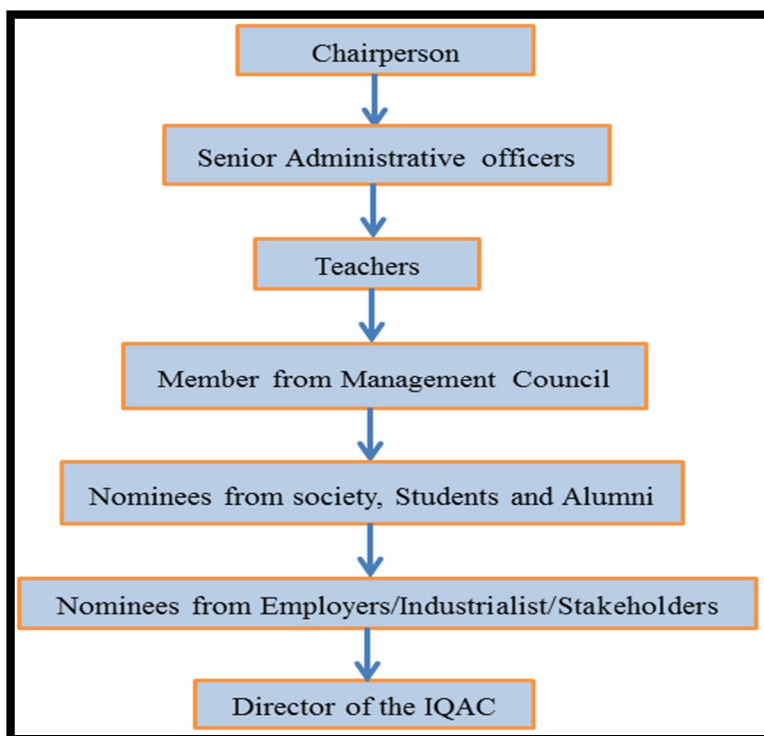 Chairperson
Senior Administrative officers
Teachers
Member from Management Council
Nominees from society, Students and Alumni
Nominees from Employers/Industrialist/Stakeholders
Director of the IQAC